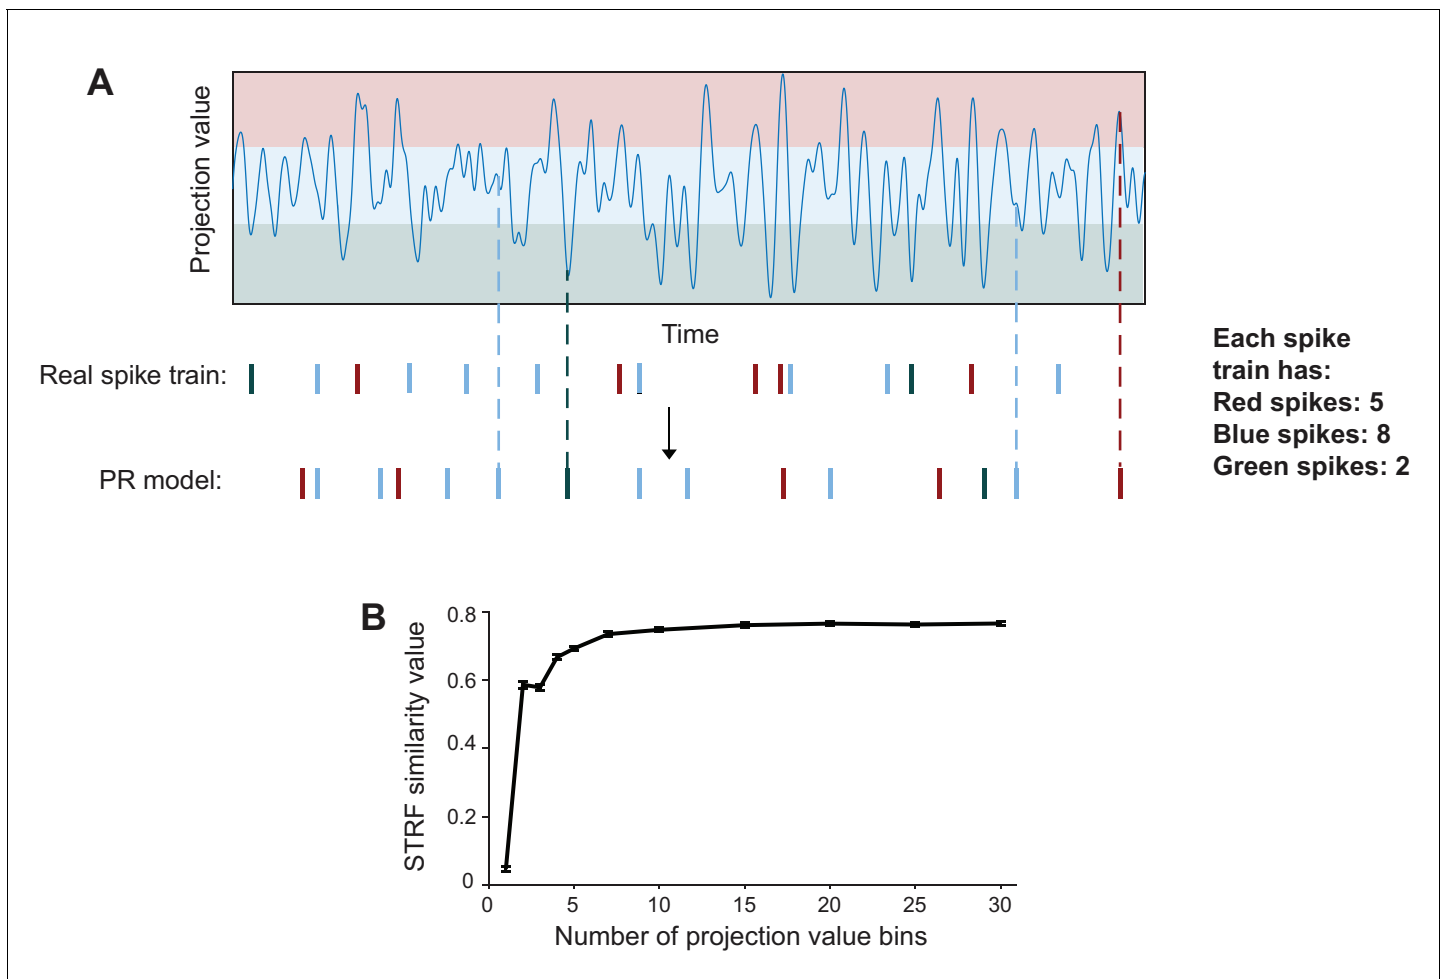 A
Projection value
Time
Real spike train:
PR model:
Each spike
train has:
Red spikes: 5
Blue spikes: 8
Green spikes: 2
B
STRF similarity value
0.8
0.6
0.4
0.2
0
0 5 10 15 20 25 30
Number of projection value bins